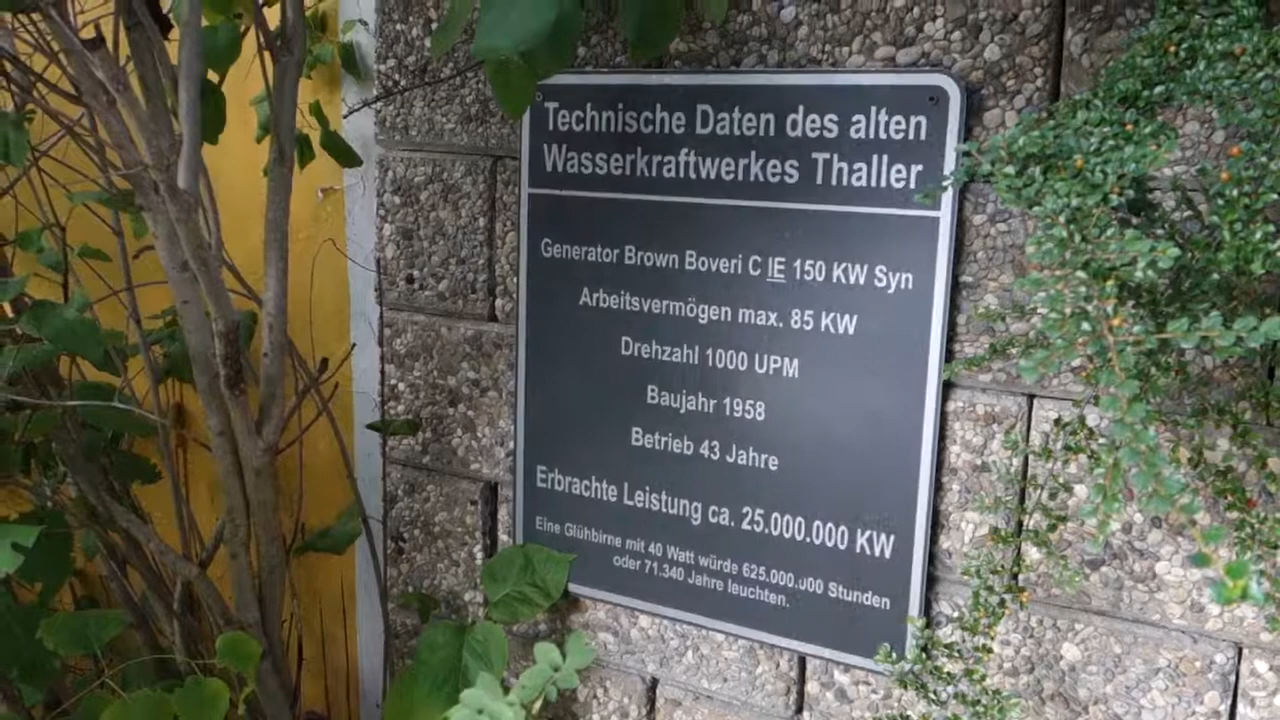 Technische Daten des alten
Wasserkraftwerkes Thaller
Generator Brown Boveri C IE 150 KW Syn
Arbeitsvermögen max. 85 KW
Drehzahl 1000 UPM
Baujahr 1958
Betrieb 43 Jahre
Erbrachte Leistung ca. 25.000.000 KW
Eine Glühbirne mit 40 Watt würde 625.000.000 Stunden
oder 71.340 Jahre leuchten.